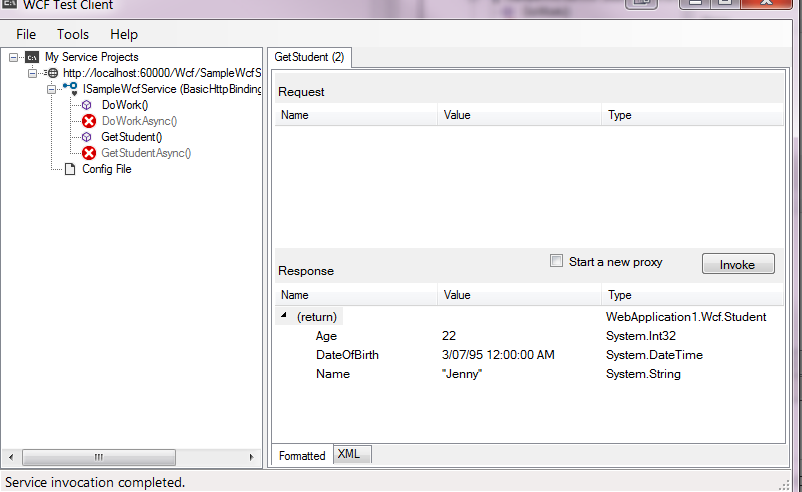 WCF Test Client
File Tools Help
My Service Projects
http://localhost:60000/Wcf/SampleWcfS
ISampleWcfService (BasicHttpBinding
DoWork()
DoWorkAsync()
GetStudent()
GetStudentAsync()
Config File
GetStudent (2)
Request
Name Value Type
Response
Start a new proxy
Invoke
Name Value Type
(return) WebApplication1.Wcf.Student
Age 22 System.Int32
DateOfBirth 3/07/95 12:00:00 AM System.DateTime
Name "Jenny" System.String
Formatted XML
Service invocation completed.